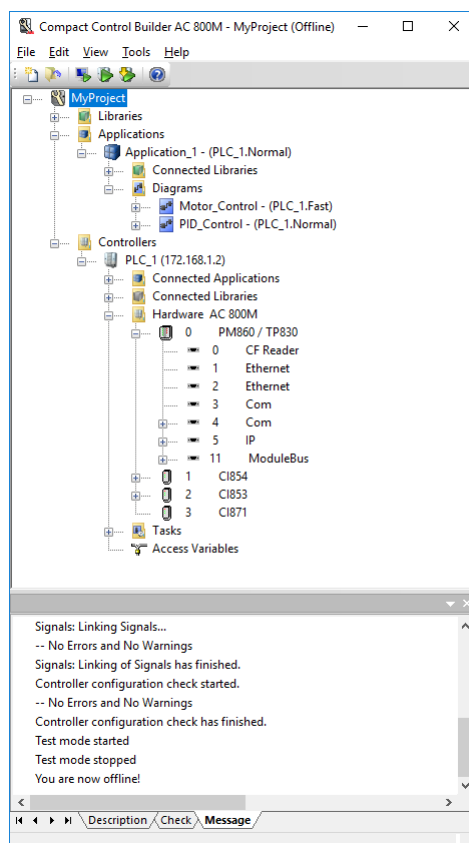 Compact Control Builder AC 800M - MyProject (Offline)
File Edit View Tools Help
MyProject
Libraries
Applications
Application_1 - (PLC_1.Normal)
Connected Libraries
Diagrams
Motor_Control - (PLC_1.Fast)
PID_Control - (PLC_1.Normal)
Controllers
PLC_1 (172.168.1.2)
Connected Applications
Connected Libraries
Hardware AC 800M
0 PM860 / TP830
0 CF Reader
1 Ethernet
2 Ethernet
3 Com
4 Com
5 IP
11 ModuleBus
1 CI854
2 CI853
3 CI871
Tasks
Access Variables
Signals: Linking Signals...
-- No Errors and No Warnings
Signals: Linking of Signals has finished.
Controller configuration check started.
-- No Errors and No Warnings
Controller configuration check has finished.
Test mode started
Test mode stopped
You are now offline!
Description Check Message